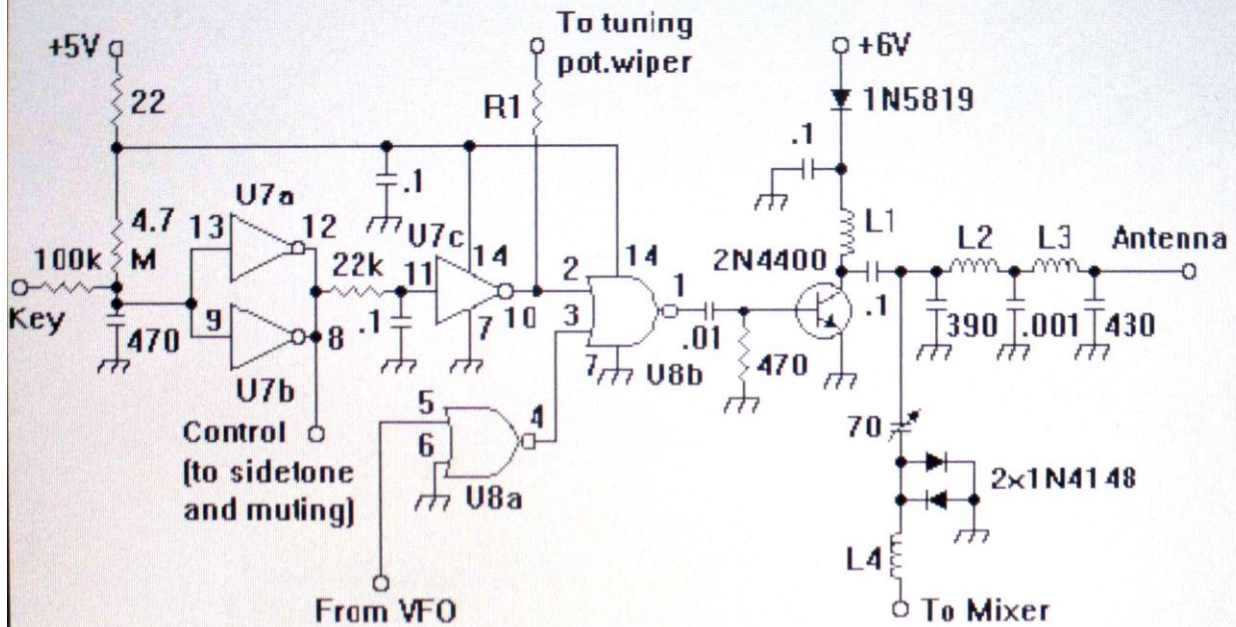 To tuning
pot.wiper
+5V
+6V
22
R1
1N5819
.1
.1
U7a
4.7
M
13
12
U7c
14
L1
L2
L3
Antenna
100k
22k
11
2
14
2N4400
Key
9
8
.1
7
10
3
1
.1
470
.01
390
.001
430
U7b
7
U8b
470
5
4
Control
6
70
(to sidetone
U8a
2x1N4148
and muting)
L4
From VFO
To Mixer